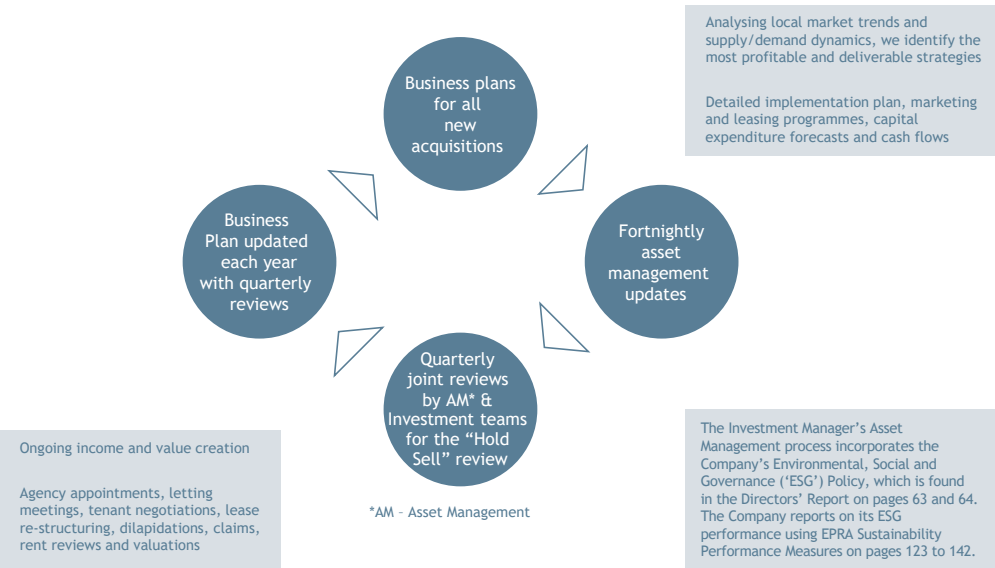 Analysing local market trends and
supply/demand dynamics, we identify the
most profitable and deliverable strategies
Detailed implementation plan, marketing
and leasing programmes, capital
expenditure forecasts and cash flows
Business plans
for all
new
acquisitions
Business
Plan updated
each year
with quarterly
reviews
Fortnightly
asset
management
updates
Quarterly
joint reviews
by AM* &
Investment teams
for the “Hold
Sell” review
*AM – Asset Management
Ongoing income and value creation
Agency appointments, letting
meetings, tenant negotiations, lease
re-structuring, dilapidations, claims,
rent reviews and valuations
The Investment Manager’s Asset
Management process incorporates the
Company’s Environmental, Social and
Governance (‘ESG’) Policy, which is found
in the Directors’ Report on pages 63 and 64.
The Company reports on its ESG
performance using EPRA Sustainability
Performance Measures on pages 123 to 142.